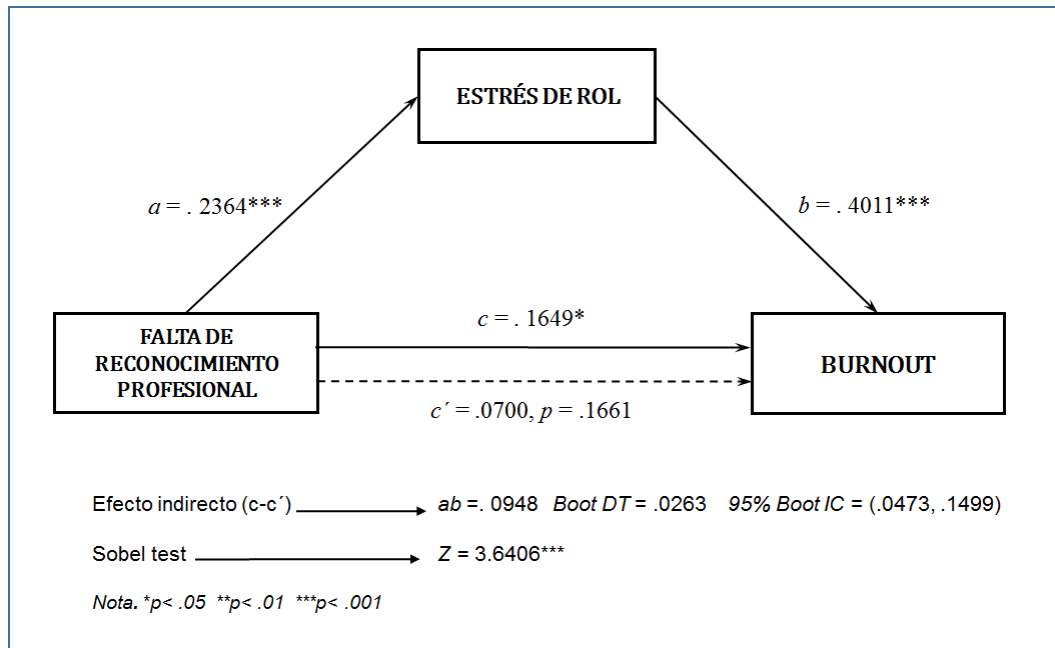 ESTRÉS DE ROL
a = . 2364***
b = . 4011***
FALTA DE
RECONOCIMIENTO
PROFESIONAL
c = . 1649*
BURNOUT
c´ = .0700, p = .1661
Efecto indirecto (c-c´) ab =. 0948 Boot DT = .0263 95% Boot IC = (.0473, .1499)
Sobel test Z = 3.6406***
Nota. *p< .05 **p< .01 ***p< .001